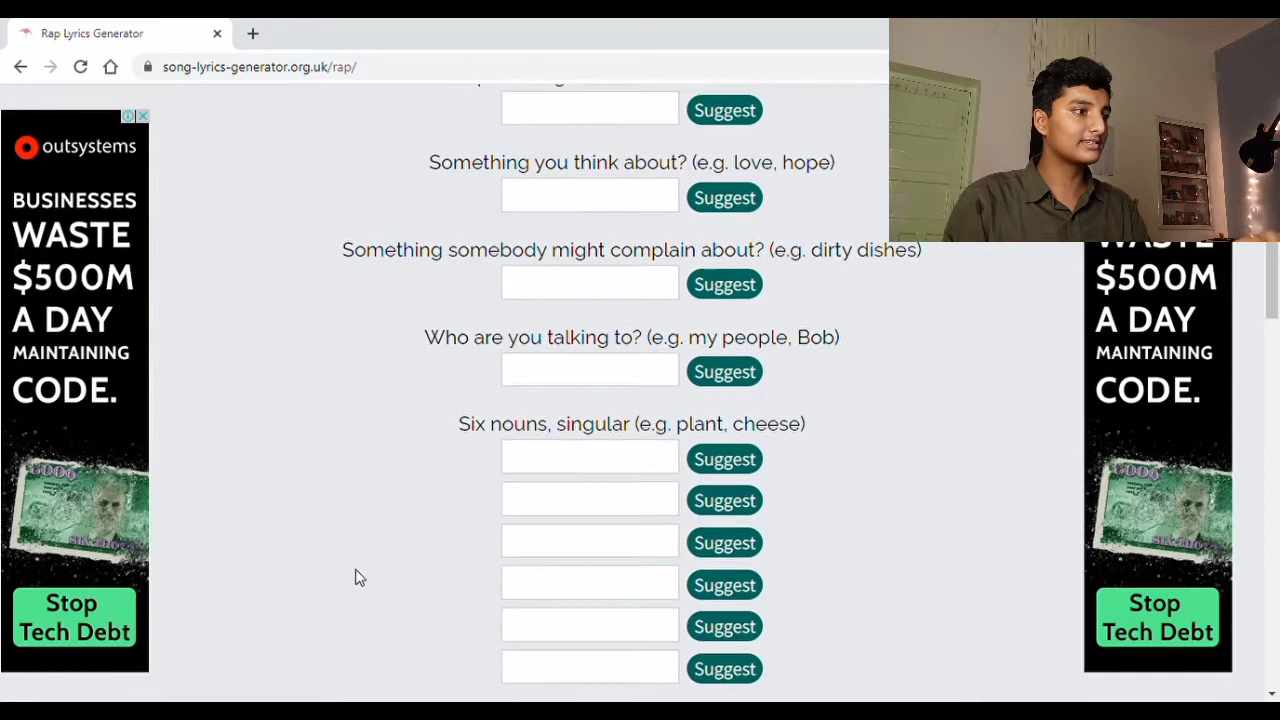 Rap Lyrics Generator
song-lyrics-generator.org.uk/rap/
Suggest
Something you think about? (e.g. love, hope)
Suggest
Something somebody might complain about? (e.g. dirty dishes)
Suggest
Who are you talking to? (e.g. my people, Bob)
Suggest
Six nouns, singular (e.g. plant, cheese)
Suggest
Suggest
Suggest
Suggest
Suggest
Suggest
outsystems
BUSINESSES
WASTE
$500M
A DAY
MAINTAINING
CODE.
Stop
Tech Debt
WASTE
$500M
A DAY
MAINTAINING
CODE.
Stop
Tech Debt